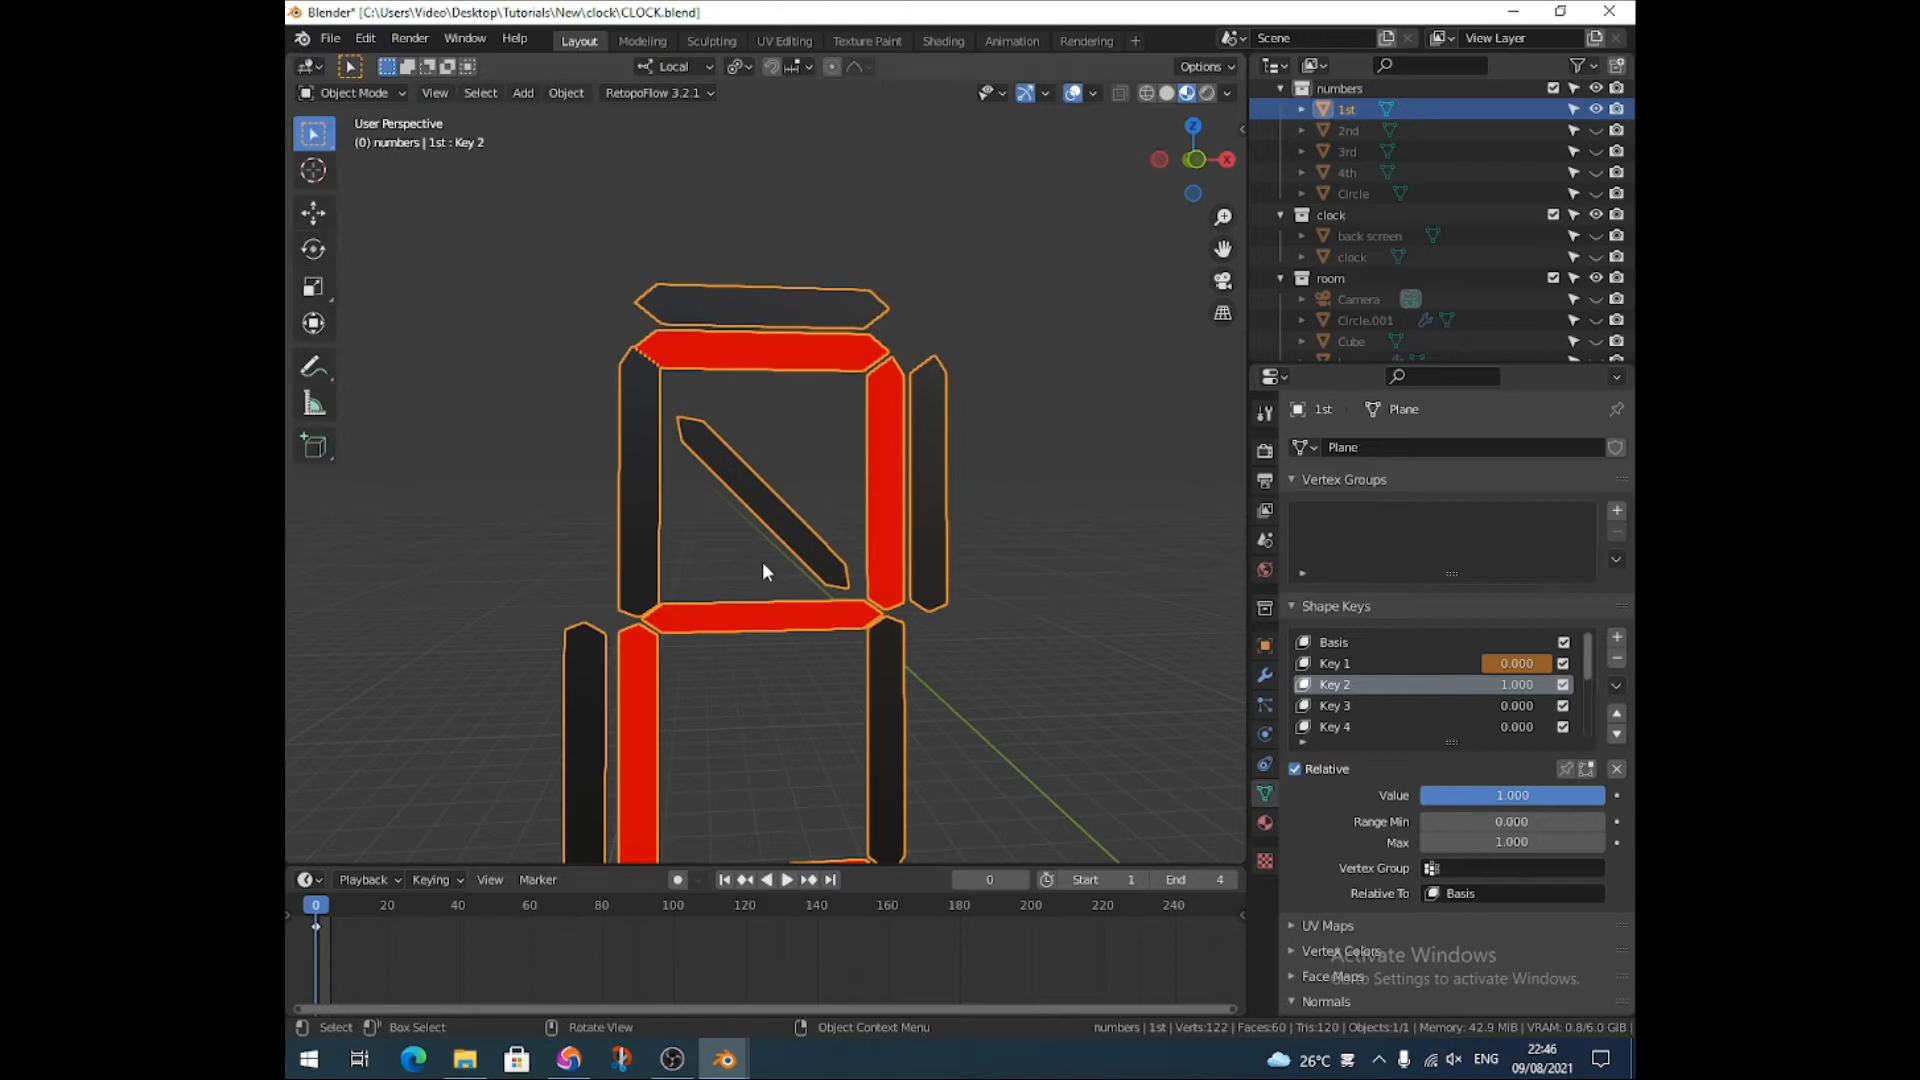 Blender* [C:\Users\Video\Desktop\Tutorials\New\clock\CLOCK.blend]
File Edit Render Window Help Layout Modeling Sculpting UV Editing Texture Paint Shading Animation Rendering + Scene View Layer
Local Options
Object Mode View Select Add Object RetopoFlow 3.2.1
User Perspective
(0) numbers | 1st : Key 2
Z
X
numbers
1st
2nd
3rd
4th
Circle
clock
back screen
clock
room
Camera
Circle.001
Cube
1st Plane
Plane
Vertex Groups
Shape Keys
Basis
Key 1 0.000
Key 2 1.000
Key 3 0.000
Key 4 0.000
Relative
Value 1.000
Range Min 0.000
Max 1.000
Vertex Group
Relative To Basis
UV Maps
Vertex Colors
Face Maps
Normals
Activate Windows
Go to Settings to activate Windows.
Playback Keying View Marker 0 Start 1 End 4
0 20 40 60 80 100 120 140 160 180 200 220 240
Select Box Select Rotate View Object Context Menu numbers | 1st | Verts:122 | Faces:60 | Tris:120 | Objects:1/1 | Memory: 42.9 MiB | VRAM: 0.8/6.0 GiB
26°C ENG 22:46
09/08/2021